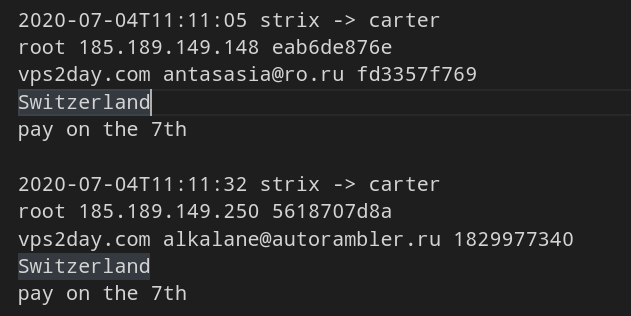 2020-07-04T11:11:05 strix -> carter
root 185.189.149.148 eab6de876e
vps2day.com antasasia@ro.ru fd3357f769
Switzerland
pay on the 7th
2020-07-04T11:11:32 strix -> carter
root 185.189.149.250 5618707d8a
vps2day.com alkalane@autorambler.ru 1829977340
Switzerland
pay on the 7th